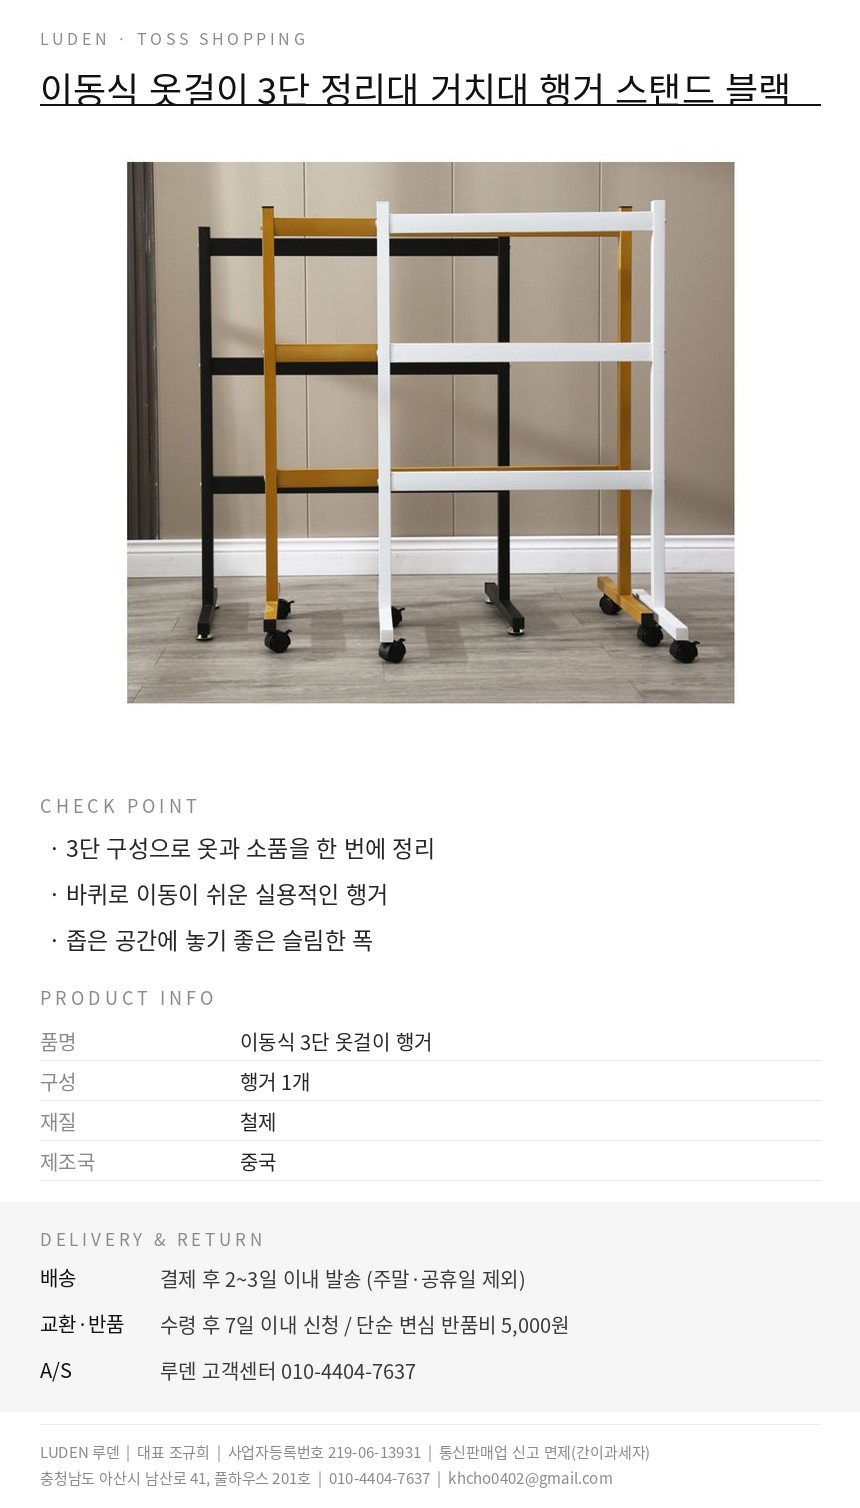 LUDEN · TOSS SHOPPING
이동식 옷걸이 3단 정리대 거치대 행거 스탠드 블랙
CHECK POINT
· 3단 구성으로 옷과 소품을 한 번에 정리
· 바퀴로 이동이 쉬운 실용적인 행거
· 좁은 공간에 놓기 좋은 슬림한 폭
PRODUCT INFO
품명 이동식 3단 옷걸이 행거
구성 행거 1개
재질 철제
제조국 중국
DELIVERY & RETURN
배송 결제 후 2~3일 이내 발송 (주말·공휴일 제외)
교환·반품 수령 후 7일 이내 신청 / 단순 변심 반품비 5,000원
A/S 루덴 고객센터 010-4404-7637
LUDEN 루덴 | 대표 조규희 | 사업자등록번호 219-06-13931 | 통신판매업 신고 면제(간이과세자)
충청남도 아산시 남산로 41, 풀하우스 201호 | 010-4404-7637 | khcho0402@gmail.com